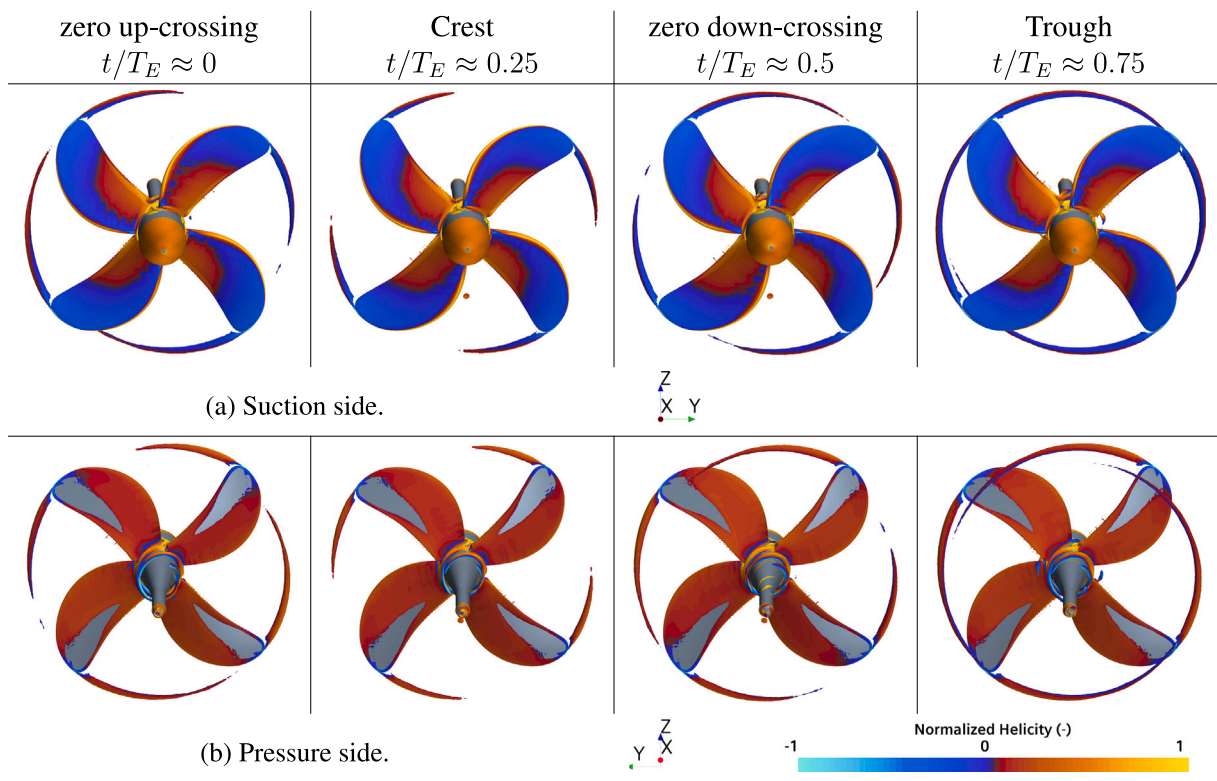 zero up-crossing Crest zero down-crossing Trough
t/T_E ≈ 0 t/T_E ≈ 0.25 t/T_E ≈ 0.5 t/T_E ≈ 0.75
Z
X Y
(a) Suction side.
Z
Y X
Normalized Helicity (-)
(b) Pressure side.
-1 0 1